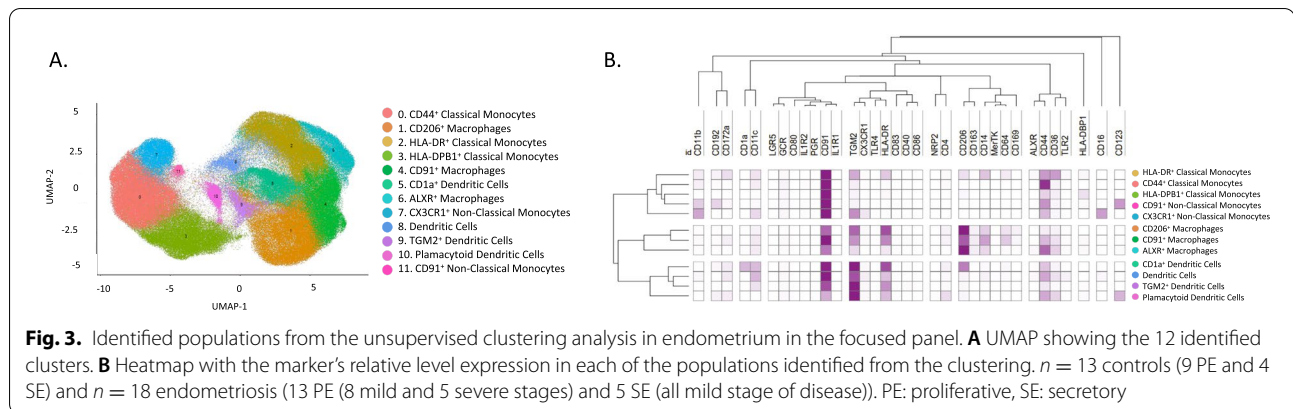 A.
5
2.5
0
-2.5
-5
UMAP-2
-10
-5
0
5
UMAP-1
0. CD44⁺ Classical Monocytes
1. CD206⁺ Macrophages
2. HLA-DR⁺ Classical Monocytes
3. HLA-DPB1⁺ Classical Monocytes
4. CD91⁺ Macrophages
5. CD1a⁺ Dendritic Cells
6. ALXR⁺ Macrophages
7. CX3CR1⁺ Non-Classical Monocytes
8. Dendritic Cells
9. TGM2⁺ Dendritic Cells
10. Plamacytoid Dendritic Cells
11. CD91⁺ Non-Classical Monocytes
B.
CD11b
CD192
CD172a
CD1a
CD11c
LGR5
GCR
CD80
IL1R2
PGR
CD91
IL1R1
TGM2
CX3CR1
TLR4
HLA-DR
CD83
CD40
CD86
NRP2
CD4
CD206
CD163
CD14
MerTK
CD64
CD169
ALXR
CD44
CD36
TLR2
HLA-DBP1
CD16
CD123
HLA-DR⁺ Classical Monocytes
CD44⁺ Classical Monocytes
HLA-DPB1⁺ Classical Monocytes
CD91⁺ Non-Classical Monocytes
CX3CR1⁺ Non-Classical Monocytes
CD206⁺ Macrophages
CD91⁺ Macrophages
ALXR⁺ Macrophages
CD1a⁺ Dendritic Cells
Dendritic Cells
TGM2⁺ Dendritic Cells
Plamacytoid Dendritic Cells
Fig. 3. Identified populations from the unsupervised clustering analysis in endometrium in the focused panel. A UMAP showing the 12 identified
clusters. B Heatmap with the marker's relative level expression in each of the populations identified from the clustering. n = 13 controls (9 PE and 4
SE) and n = 18 endometriosis (13 PE (8 mild and 5 severe stages) and 5 SE (all mild stage of disease)). PE: proliferative, SE: secretory